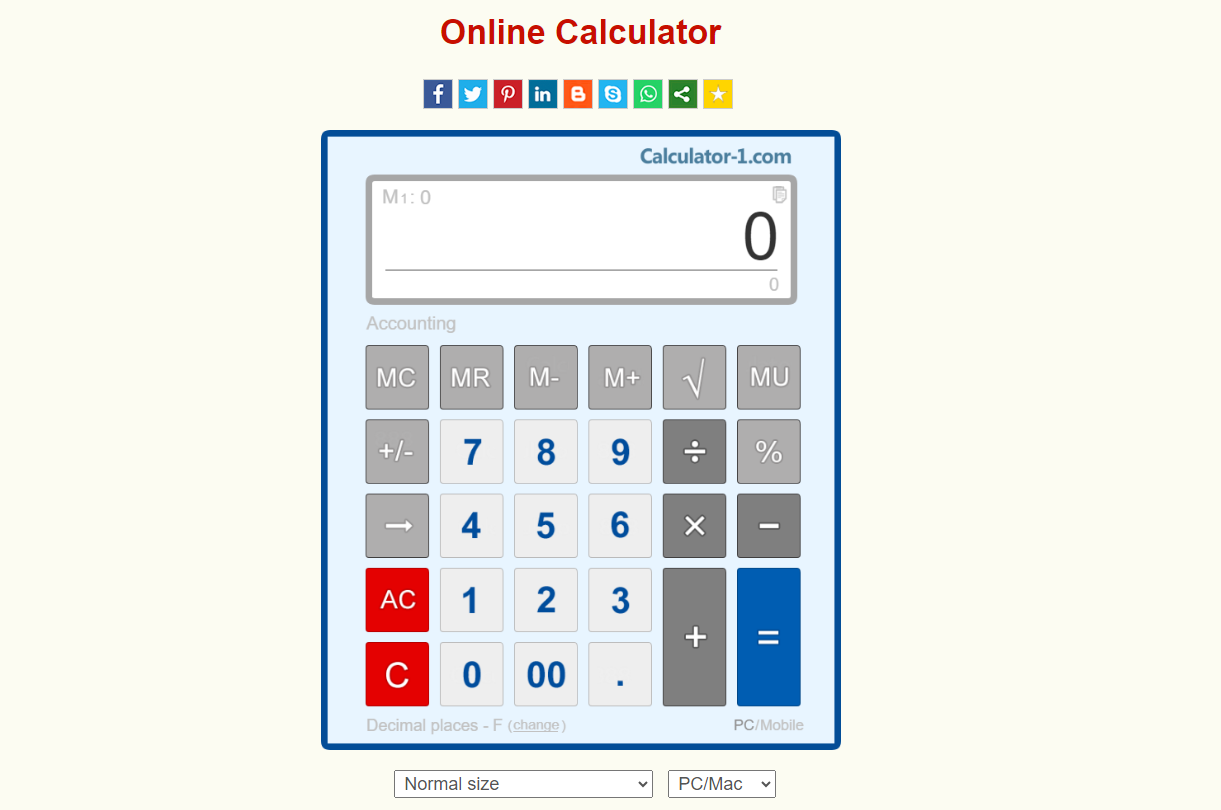 Online Calculator
Calculator-1.com
M1: 0
0
0
Accounting
MC MR M- M+ √ MU
+/- 7 8 9 ÷ %
→ 4 5 6 × −
AC 1 2 3 + =
C 0 00 .
Decimal places - F (change) PC/Mobile
Normal size PC/Mac